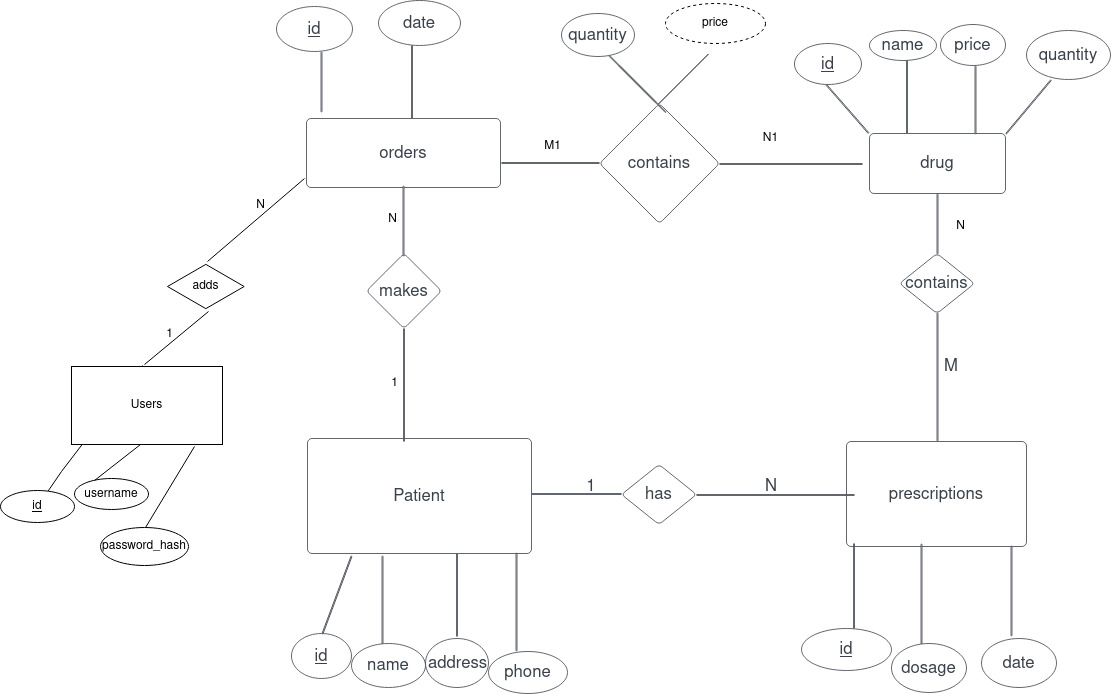 id
date
quantity
price
id
name
price
quantity
orders
M1
contains
N1
drug
N
N
N
adds
makes
contains
1
1
M
Users
Patient
1
has
N
prescriptions
id
username
password_hash
id
name
address
phone
id
dosage
date